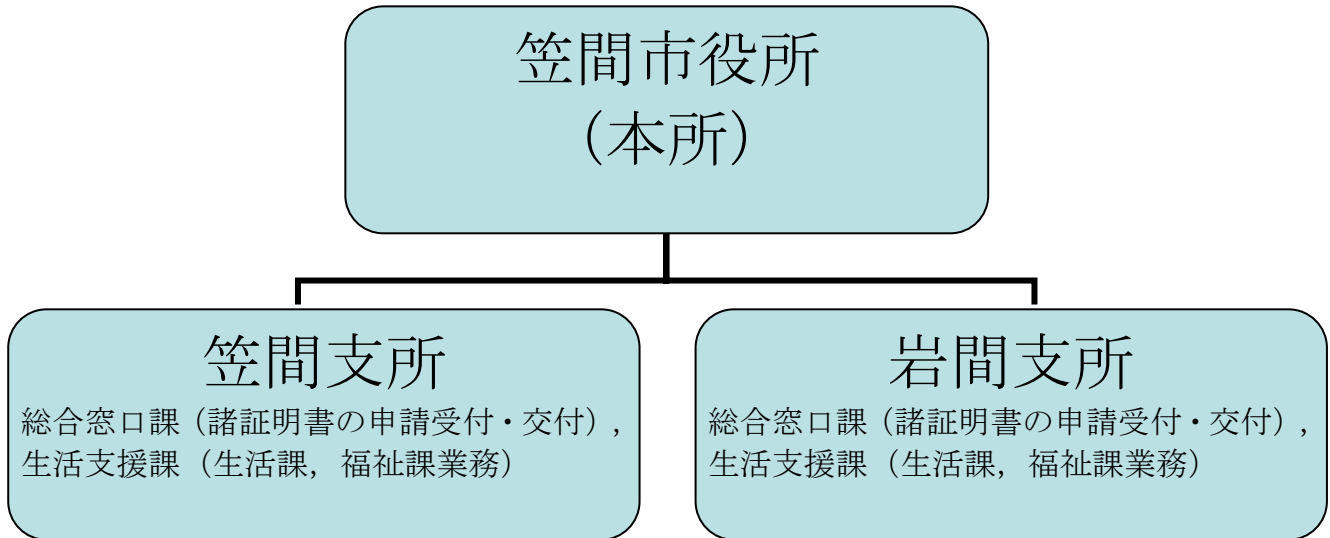 笠間市役所
（本所）
笠間支所
総合窓口課（諸証明書の申請受付・交付），
生活支援課（生活課，福祉課業務）
岩間支所
総合窓口課（諸証明書の申請受付・交付），
生活支援課（生活課，福祉課業務）